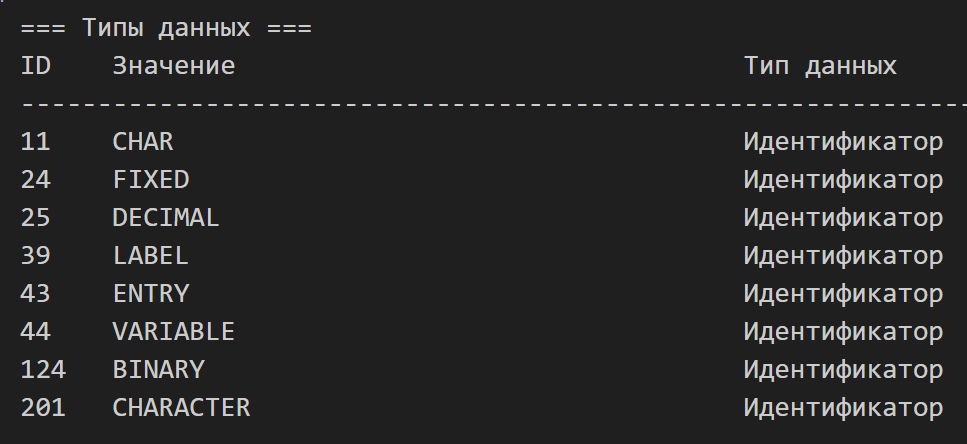 === Типы данных ===
ID Значение Тип данных
--------------------------------------------------------------
11 CHAR Идентификатор
24 FIXED Идентификатор
25 DECIMAL Идентификатор
39 LABEL Идентификатор
43 ENTRY Идентификатор
44 VARIABLE Идентификатор
124 BINARY Идентификатор
201 CHARACTER Идентификатор